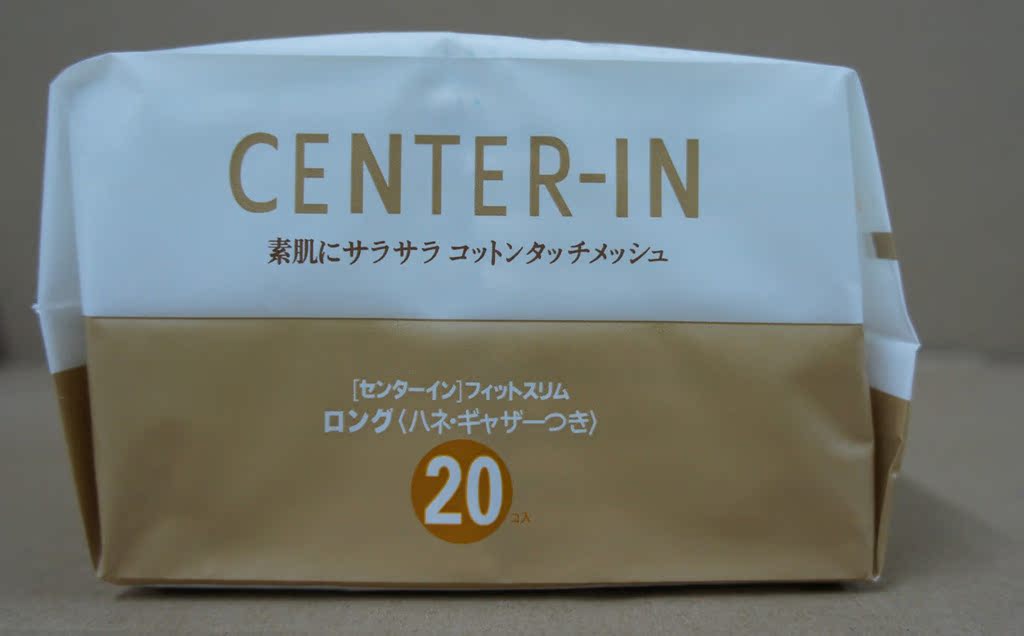 CENTER-IN
素肌にサラサラ コットンタッチメッシュ
[センターイン]フィットスリム
ロング〈ハネ・ギャザーつき〉
20コ入